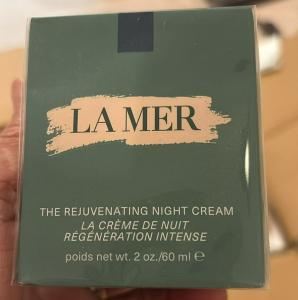 LA MER
THE REJUVENATING NIGHT CREAM
LA CRÈME DE NUIT
RÉGÉNÉRATION INTENSE
poids net wt. 2 oz./60 ml ℮